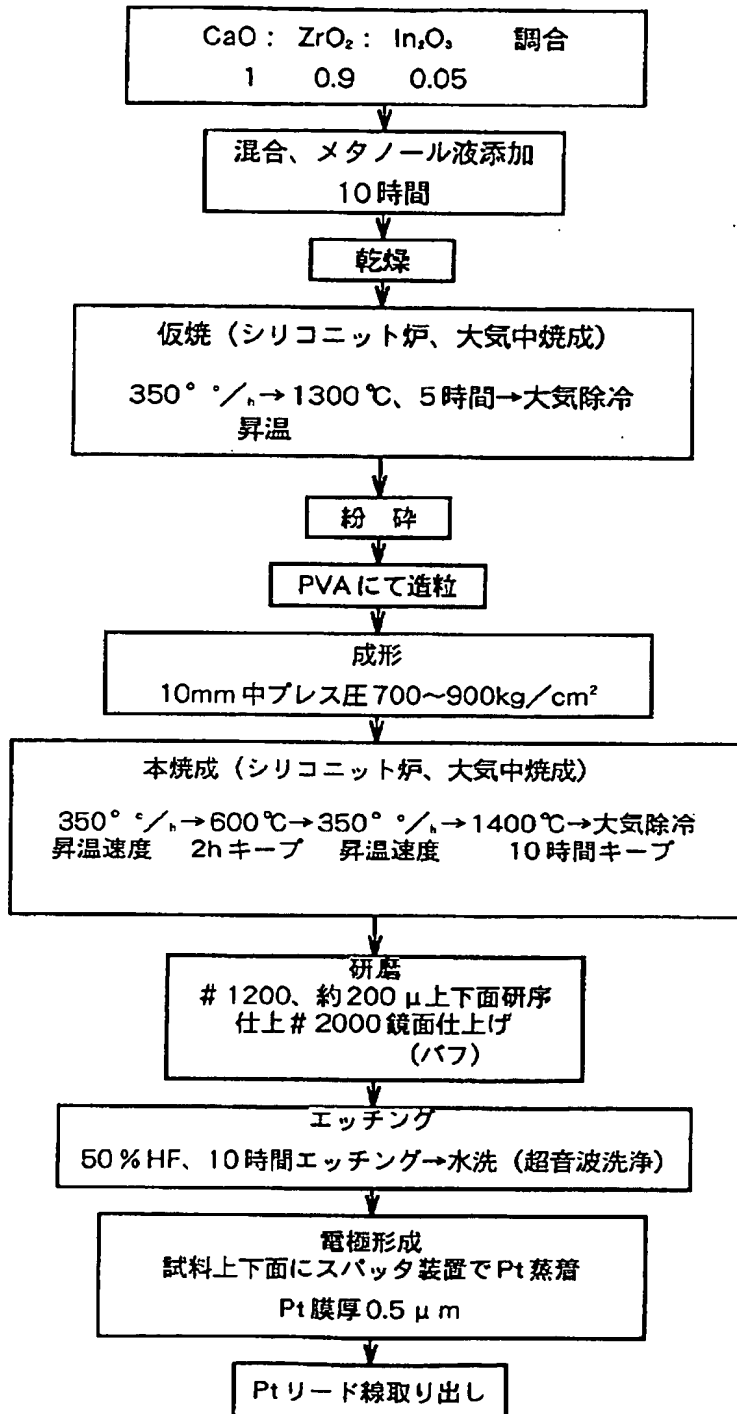 CaO : ZrO₂ : In₂O₃ 調合
1 0.9 0.05
混合、メタノール液添加
10時間
乾燥
仮焼（シリコニット炉、大気中焼成）
350°°/ₕ→1300℃、5時間→大気除冷
昇温
粉 砕
PVAにて造粒
成形
10mm中プレス圧700～900kg/cm²
本焼成（シリコニット炉、大気中焼成）
350°ᶜ/ₕ→600℃→350°°/ₕ→1400℃→大気除冷
昇温速度 2hキープ 昇温速度 10時間キープ
研磨
＃1200、約200μ上下面研序
仕上＃2000鏡面仕上げ
（バフ）
エッチング
50％HF、10時間エッチング→水洗（超音波洗浄）
電極形成
試料上下面にスパッタ装置でPt蒸着
Pt膜厚0.5μm
Ptリード線取り出し